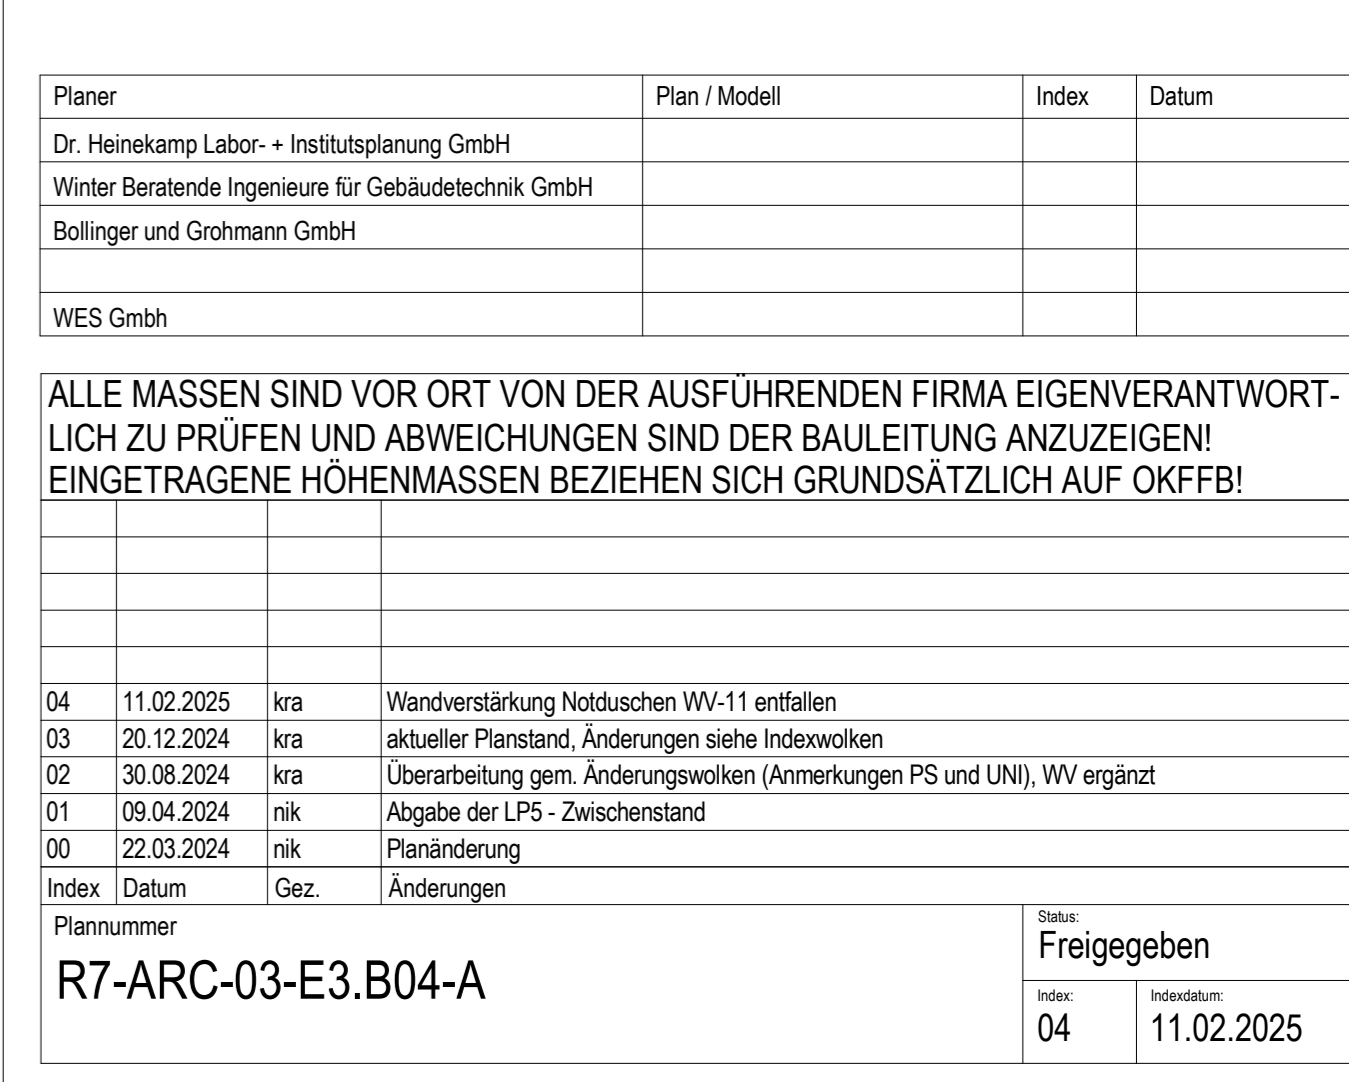 Planer Plan / Modell Index Datum
Dr. Heinekamp Labor- + Institutsplanung GmbH
Winter Beratende Ingenieure für Gebäudetechnik GmbH
Bollinger und Grohmann GmbH
WES Gmbh
ALLE MASSEN SIND VOR ORT VON DER AUSFÜHRENDEN FIRMA EIGENVERANTWORT-
LICH ZU PRÜFEN UND ABWEICHUNGEN SIND DER BAULEITUNG ANZUZEIGEN!
EINGETRAGENE HÖHENMASSEN BEZIEHEN SICH GRUNDSÄTZLICH AUF OKFFB!
04 11.02.2025 kra Wandverstärkung Notduschen WV-11 entfallen
03 20.12.2024 kra aktueller Planstand, Änderungen siehe Indexwolken
02 30.08.2024 kra Überarbeitung gem. Änderungswolken (Anmerkungen PS und UNI), WV ergänzt
01 09.04.2024 nik Abgabe der LP5 - Zwischenstand
00 22.03.2024 nik Planänderung
Index Datum Gez. Änderungen
Plannummer
R7-ARC-03-E3.B04-A
Status:
Freigegeben
Index: Indexdatum:
04 11.02.2025